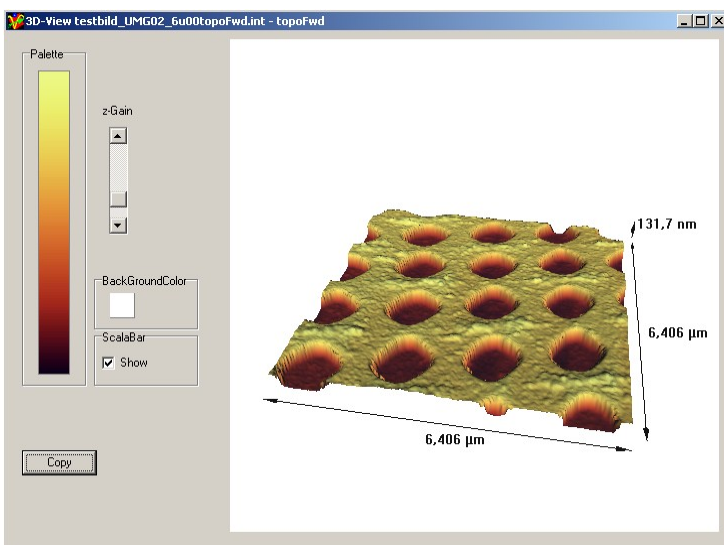 3D-View testbild_UMG02_6u00topoFwd.int - topoFwd
Palette
z-Gain
BackGroundColor
ScalaBar
Show
Copy
131,7 nm
6,406 µm
6,406 µm